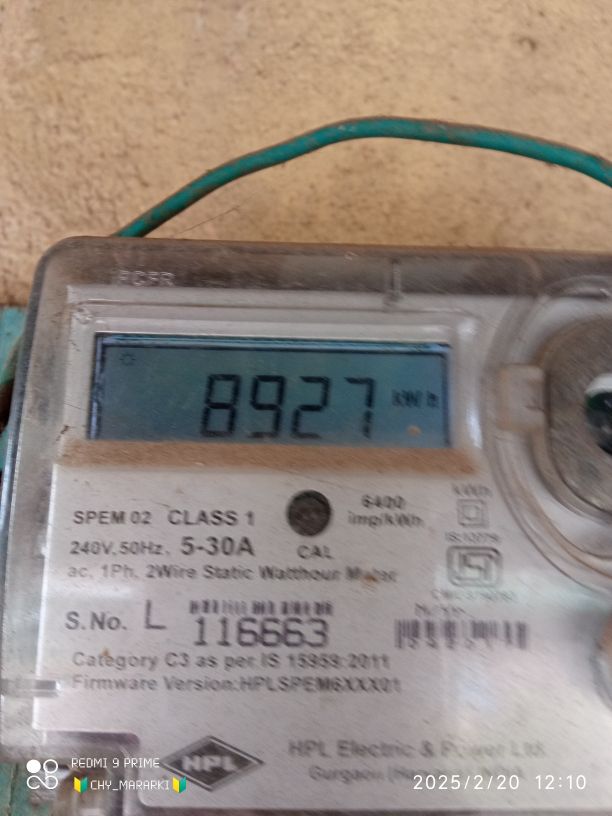 8927 kWh
SPEM 02 CLASS 1
6400
imp/kWh
240V, 50Hz, 5-30A
CAL
kWh
ac, 1Ph, 2Wire Static Watthour Meter
S.No. L 116663
Category C3 as per IS 15959:2011
Firmware Version:HPLSPEM6XXX01
HPL
HPL Electric & Power Ltd.
Gurgaon
REDMI 9 PRIME
🔰CHY_MARARKI🔰
2025/2/20 12:10